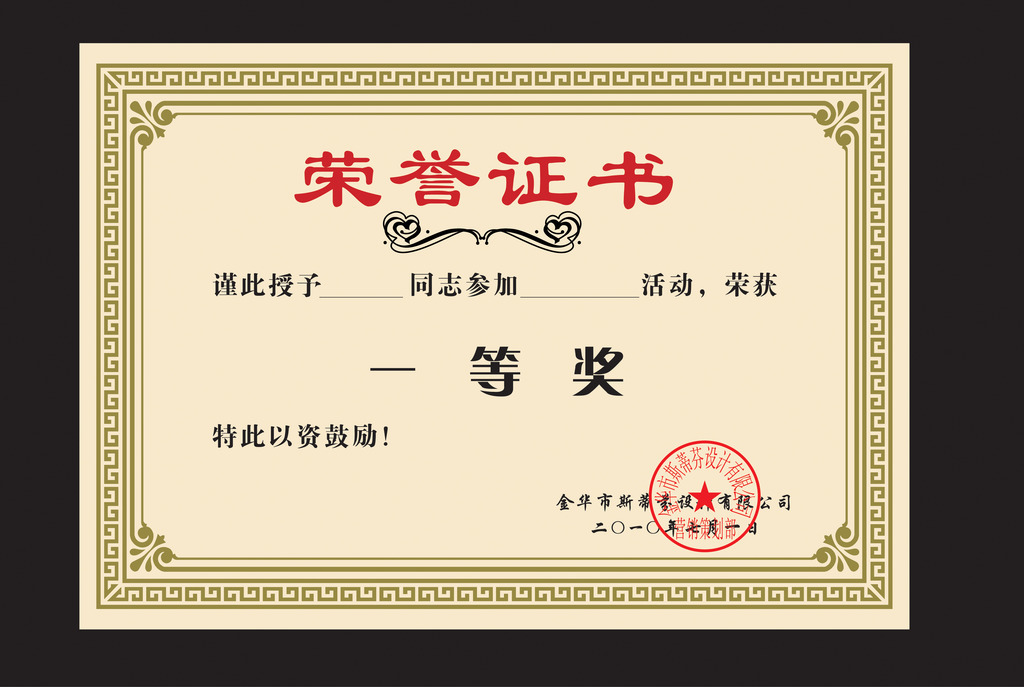 荣誉证书
谨此授予______同志参加_________活动，荣获
一等奖
特此以资鼓励！
金华市斯蒂芬设计有限公司
二〇一〇年七月一日
金华市斯蒂芬设计有限公司
营销策划部